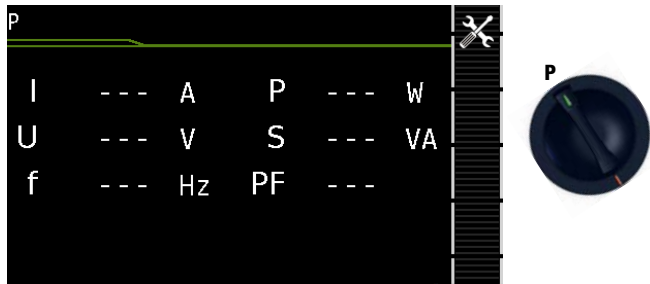 P
P
I --- A P --- W
U --- V S --- VA
f --- Hz PF ---